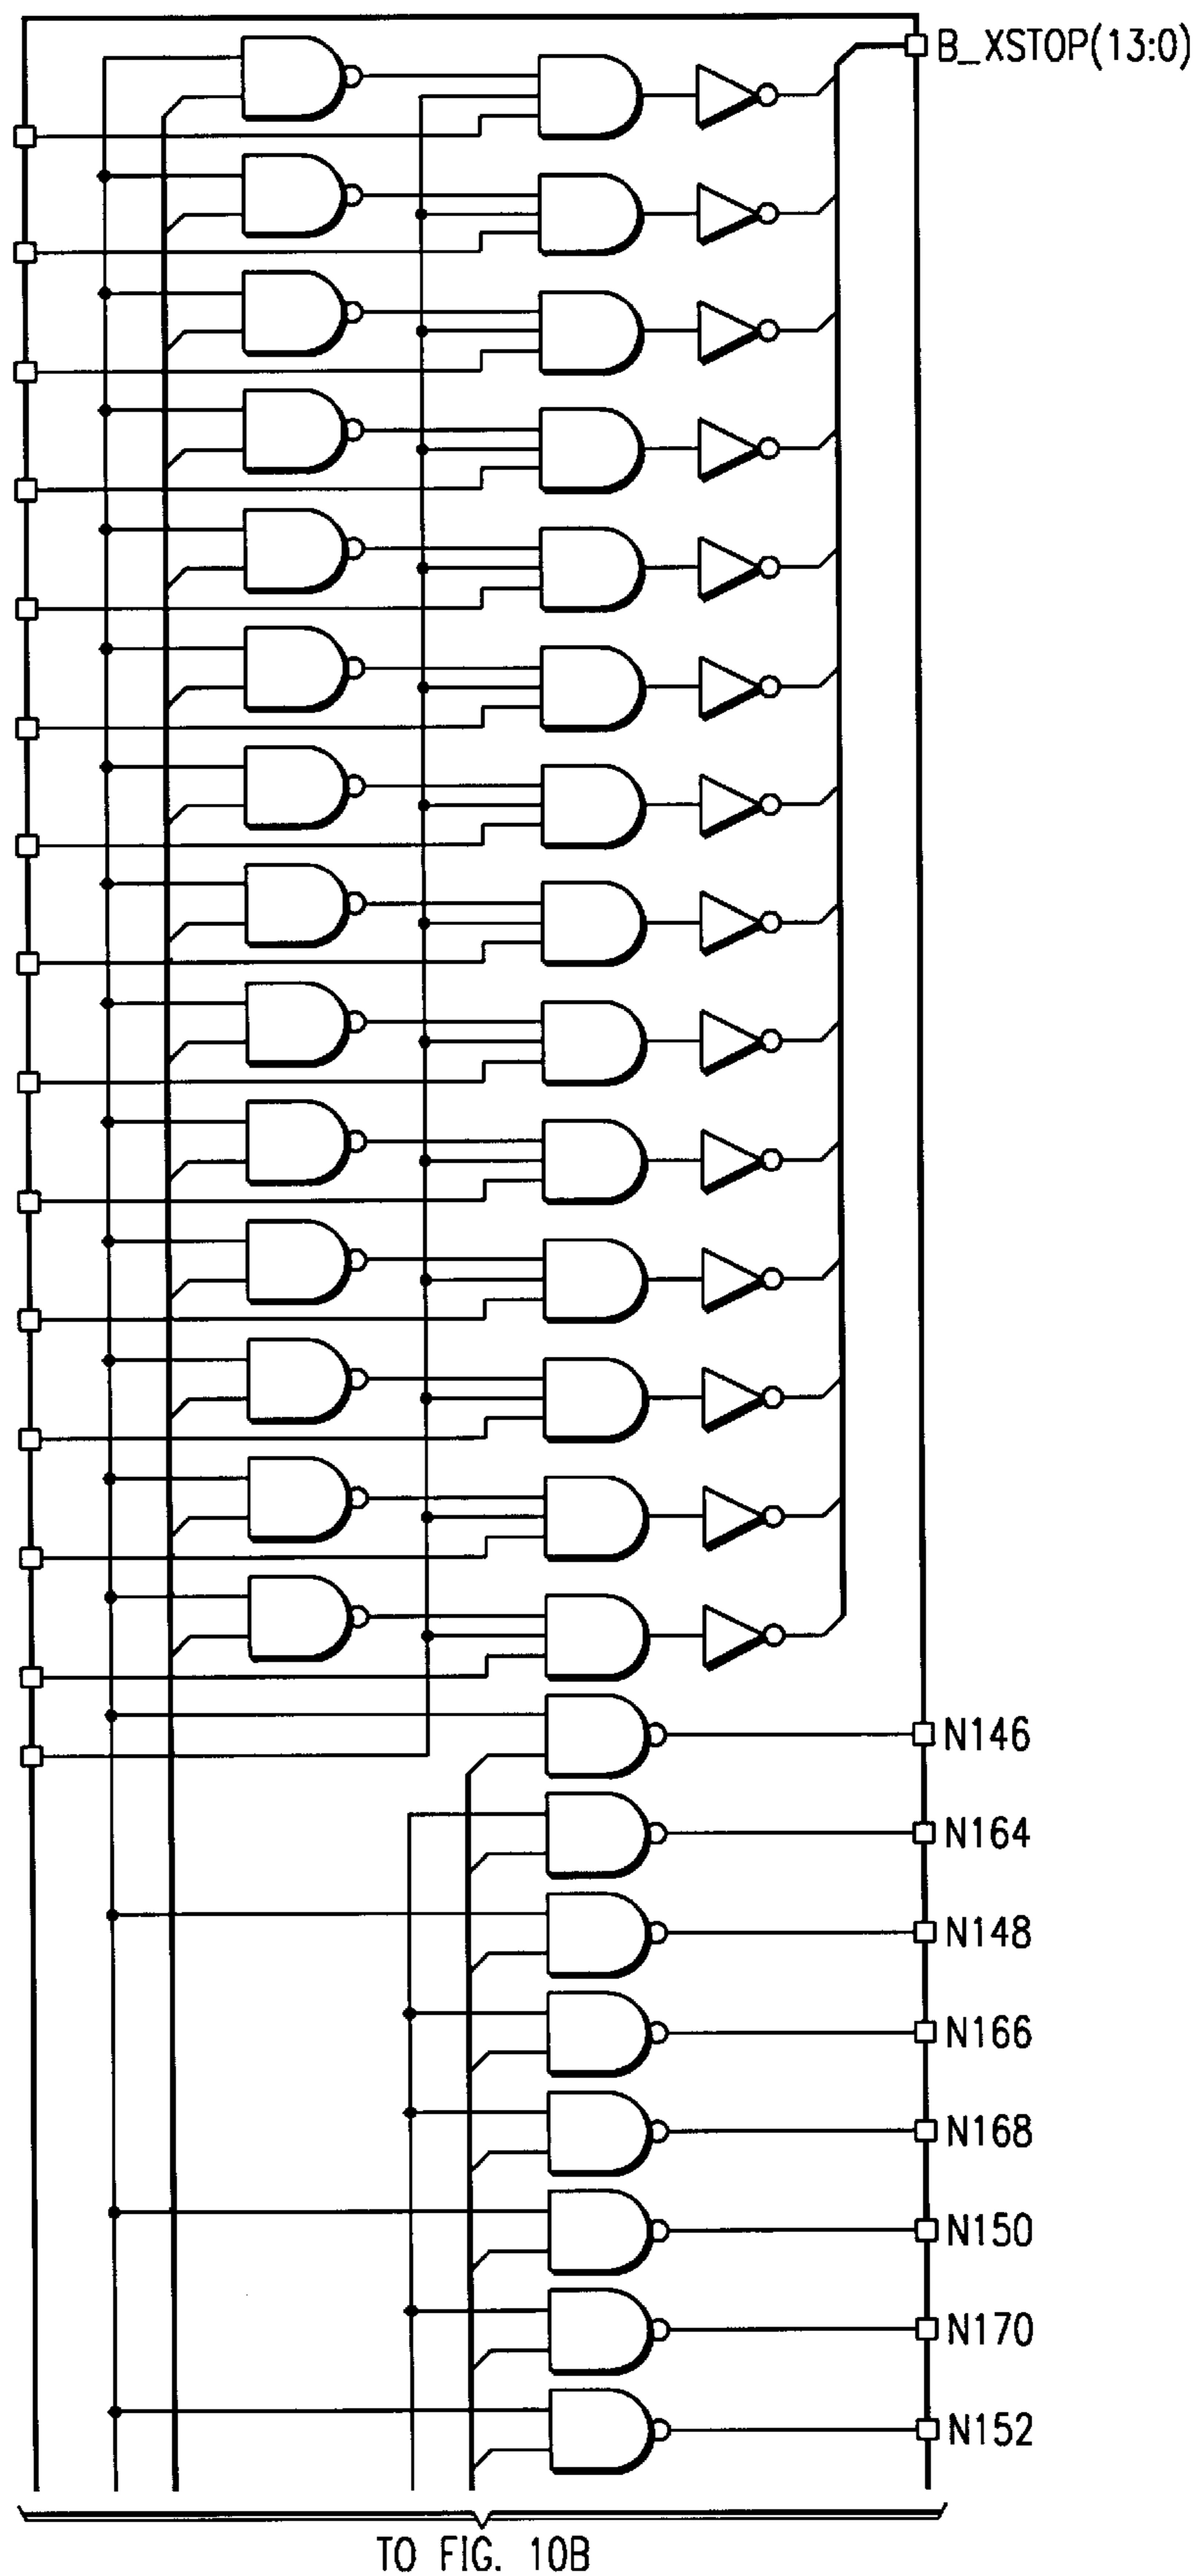 B_XSTOP(13:0)
N146
N164
N148
N166
N168
N150
N170
N152
TO FIG. 10B